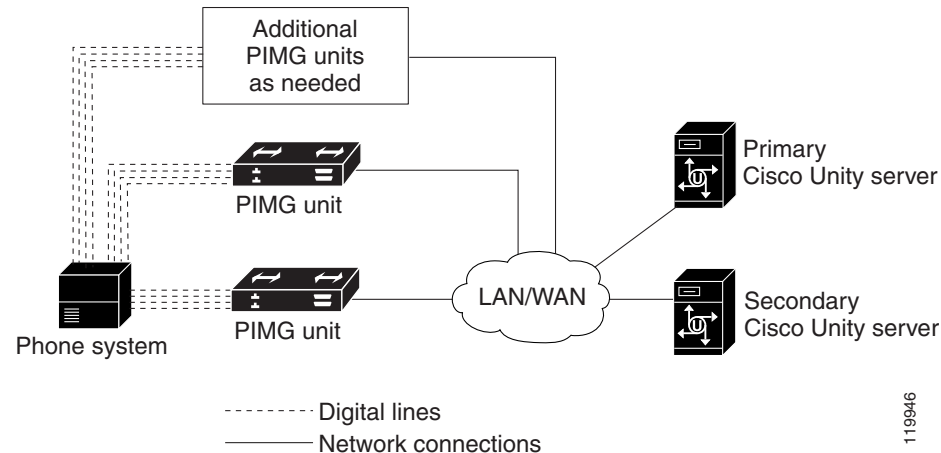 Additional
PIMG units
as needed
PIMG unit
PIMG unit
Phone system
LAN/WAN
Primary
Cisco Unity server
Secondary
Cisco Unity server
Digital lines
Network connections
119946
U
U